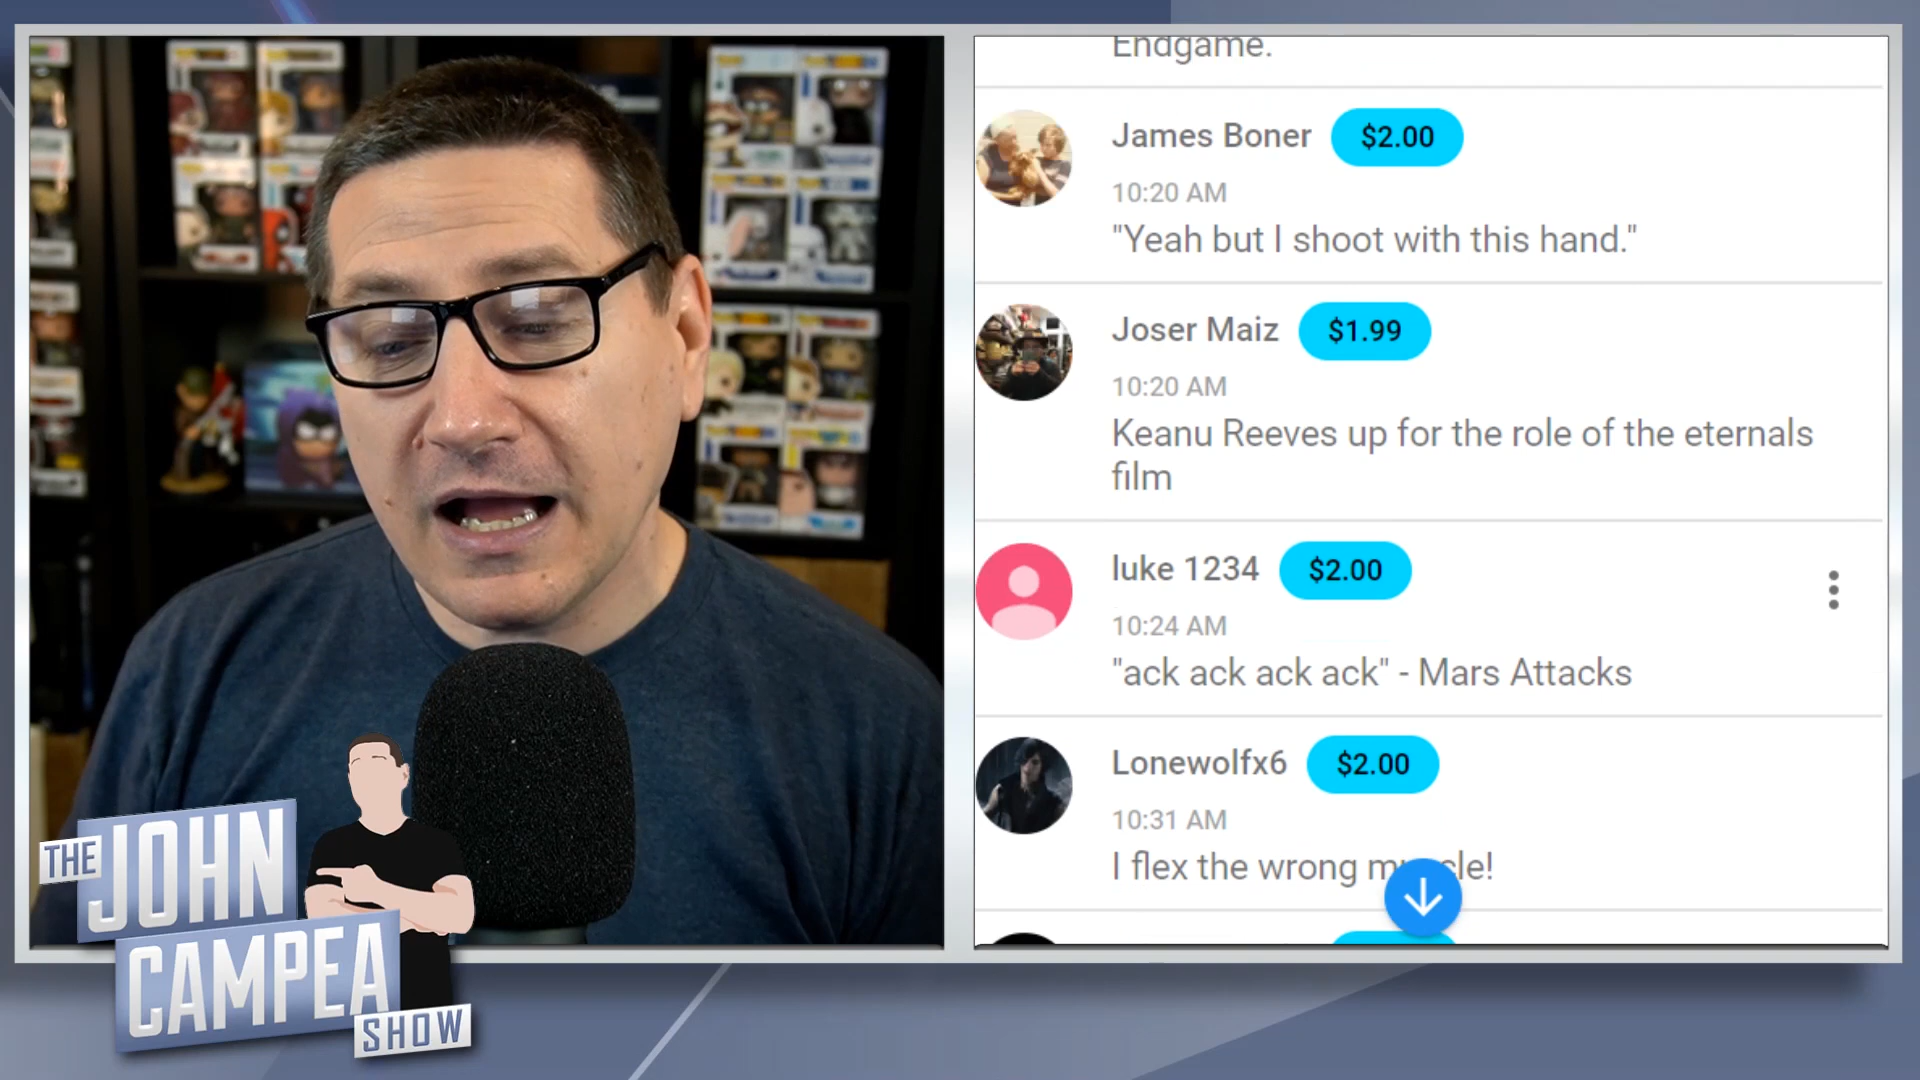 Endgame.
James Boner $2.00
10:20 AM
"Yeah but I shoot with this hand."
Joser Maiz $1.99
10:20 AM
Keanu Reeves up for the role of the eternals
film
luke 1234 $2.00
10:24 AM
"ack ack ack ack" - Mars Attacks
Lonewolfx6 $2.00
10:31 AM
I flex the wrong
THE
JOHN
CAMPEA
SHOW